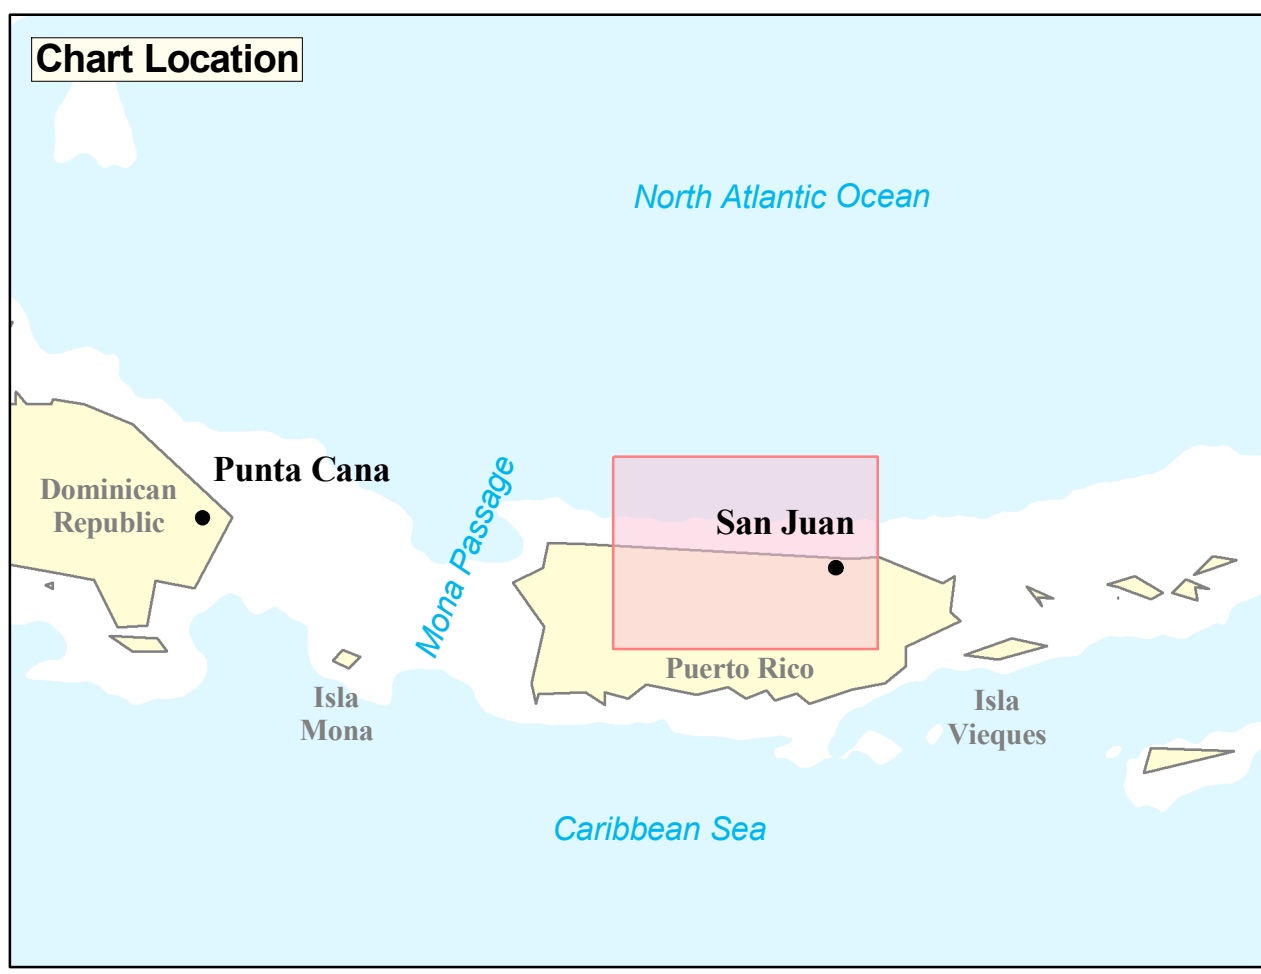 Chart Location
North Atlantic Ocean
Punta Cana
Dominican
Republic
Mona Passage
San Juan
Puerto Rico
Isla
Mona
Isla
Vieques
Caribbean Sea